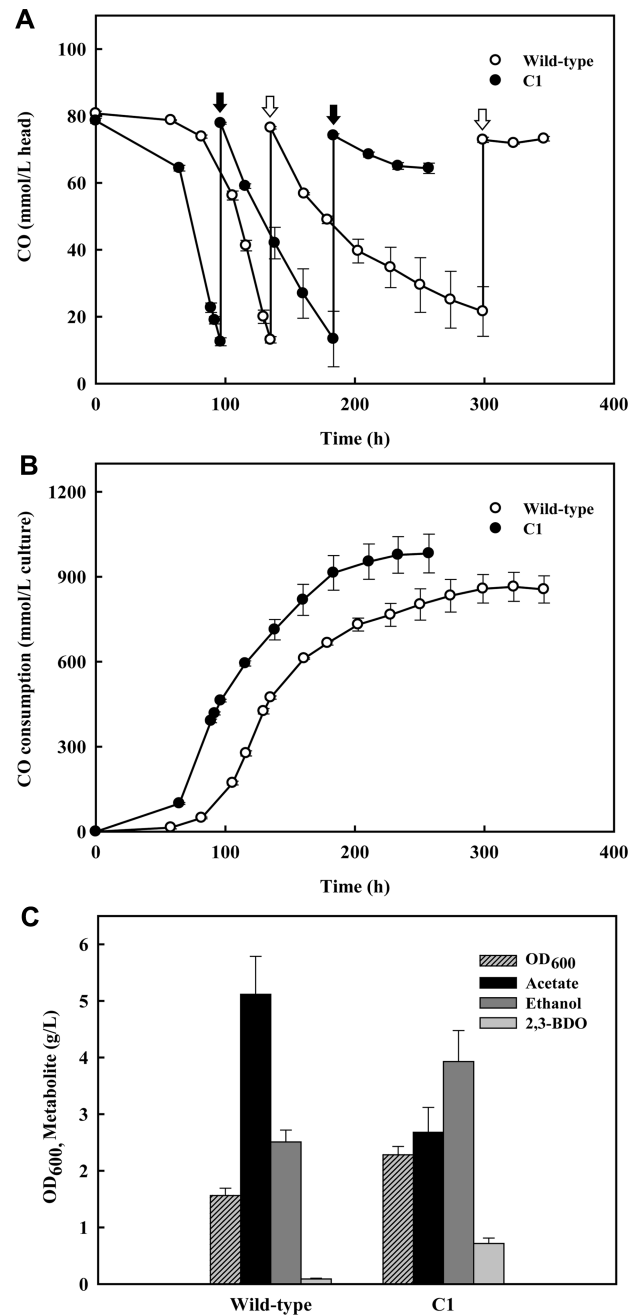 A
CO (mmol/L head)
100
80
60
40
20
0
Wild-type
C1
0 100 200 300 400
Time (h)
B
CO consumption (mmol/L culture)
1200
900
600
300
0
Wild-type
C1
0 100 200 300 400
Time (h)
C
OD600, Metabolite (g/L)
6
5
4
3
2
1
0
OD600
Acetate
Ethanol
2,3-BDO
Wild-type C1